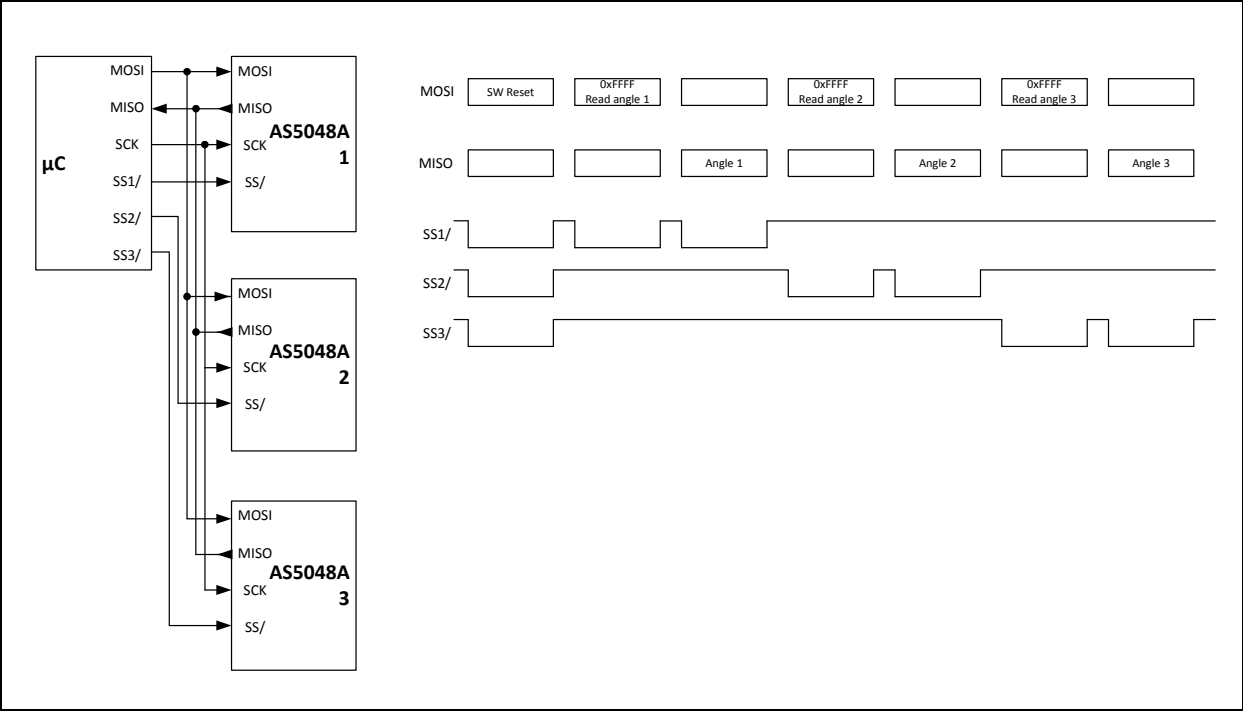 MOSI
MISO
SCK
SS1/
SS2/
SS3/
µC
MOSI
MISO
AS5048A
SCK
1
SS/
MOSI
MISO
AS5048A
SCK
2
SS/
MOSI
MISO
AS5048A
SCK
3
SS/
MOSI
SW Reset
0xFFFF
Read angle 1
0xFFFF
Read angle 2
0xFFFF
Read angle 3
MISO
Angle 1
Angle 2
Angle 3
SS1/
SS2/
SS3/